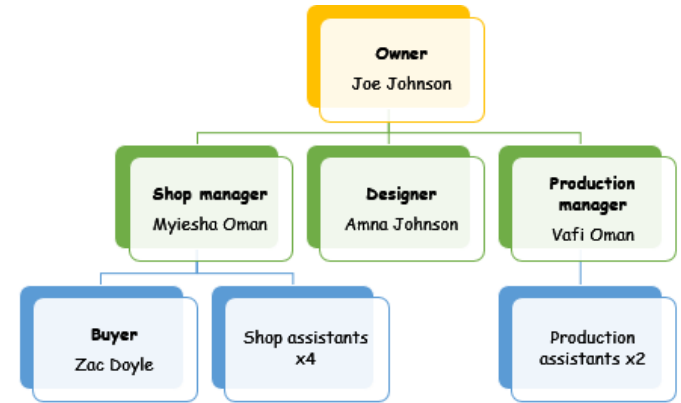 Owner
Joe Johnson
Shop manager
Myiesha Oman
Designer
Amna Johnson
Production
manager
Vafi Oman
Buyer
Zac Doyle
Shop assistants
x4
Production
assistants x2